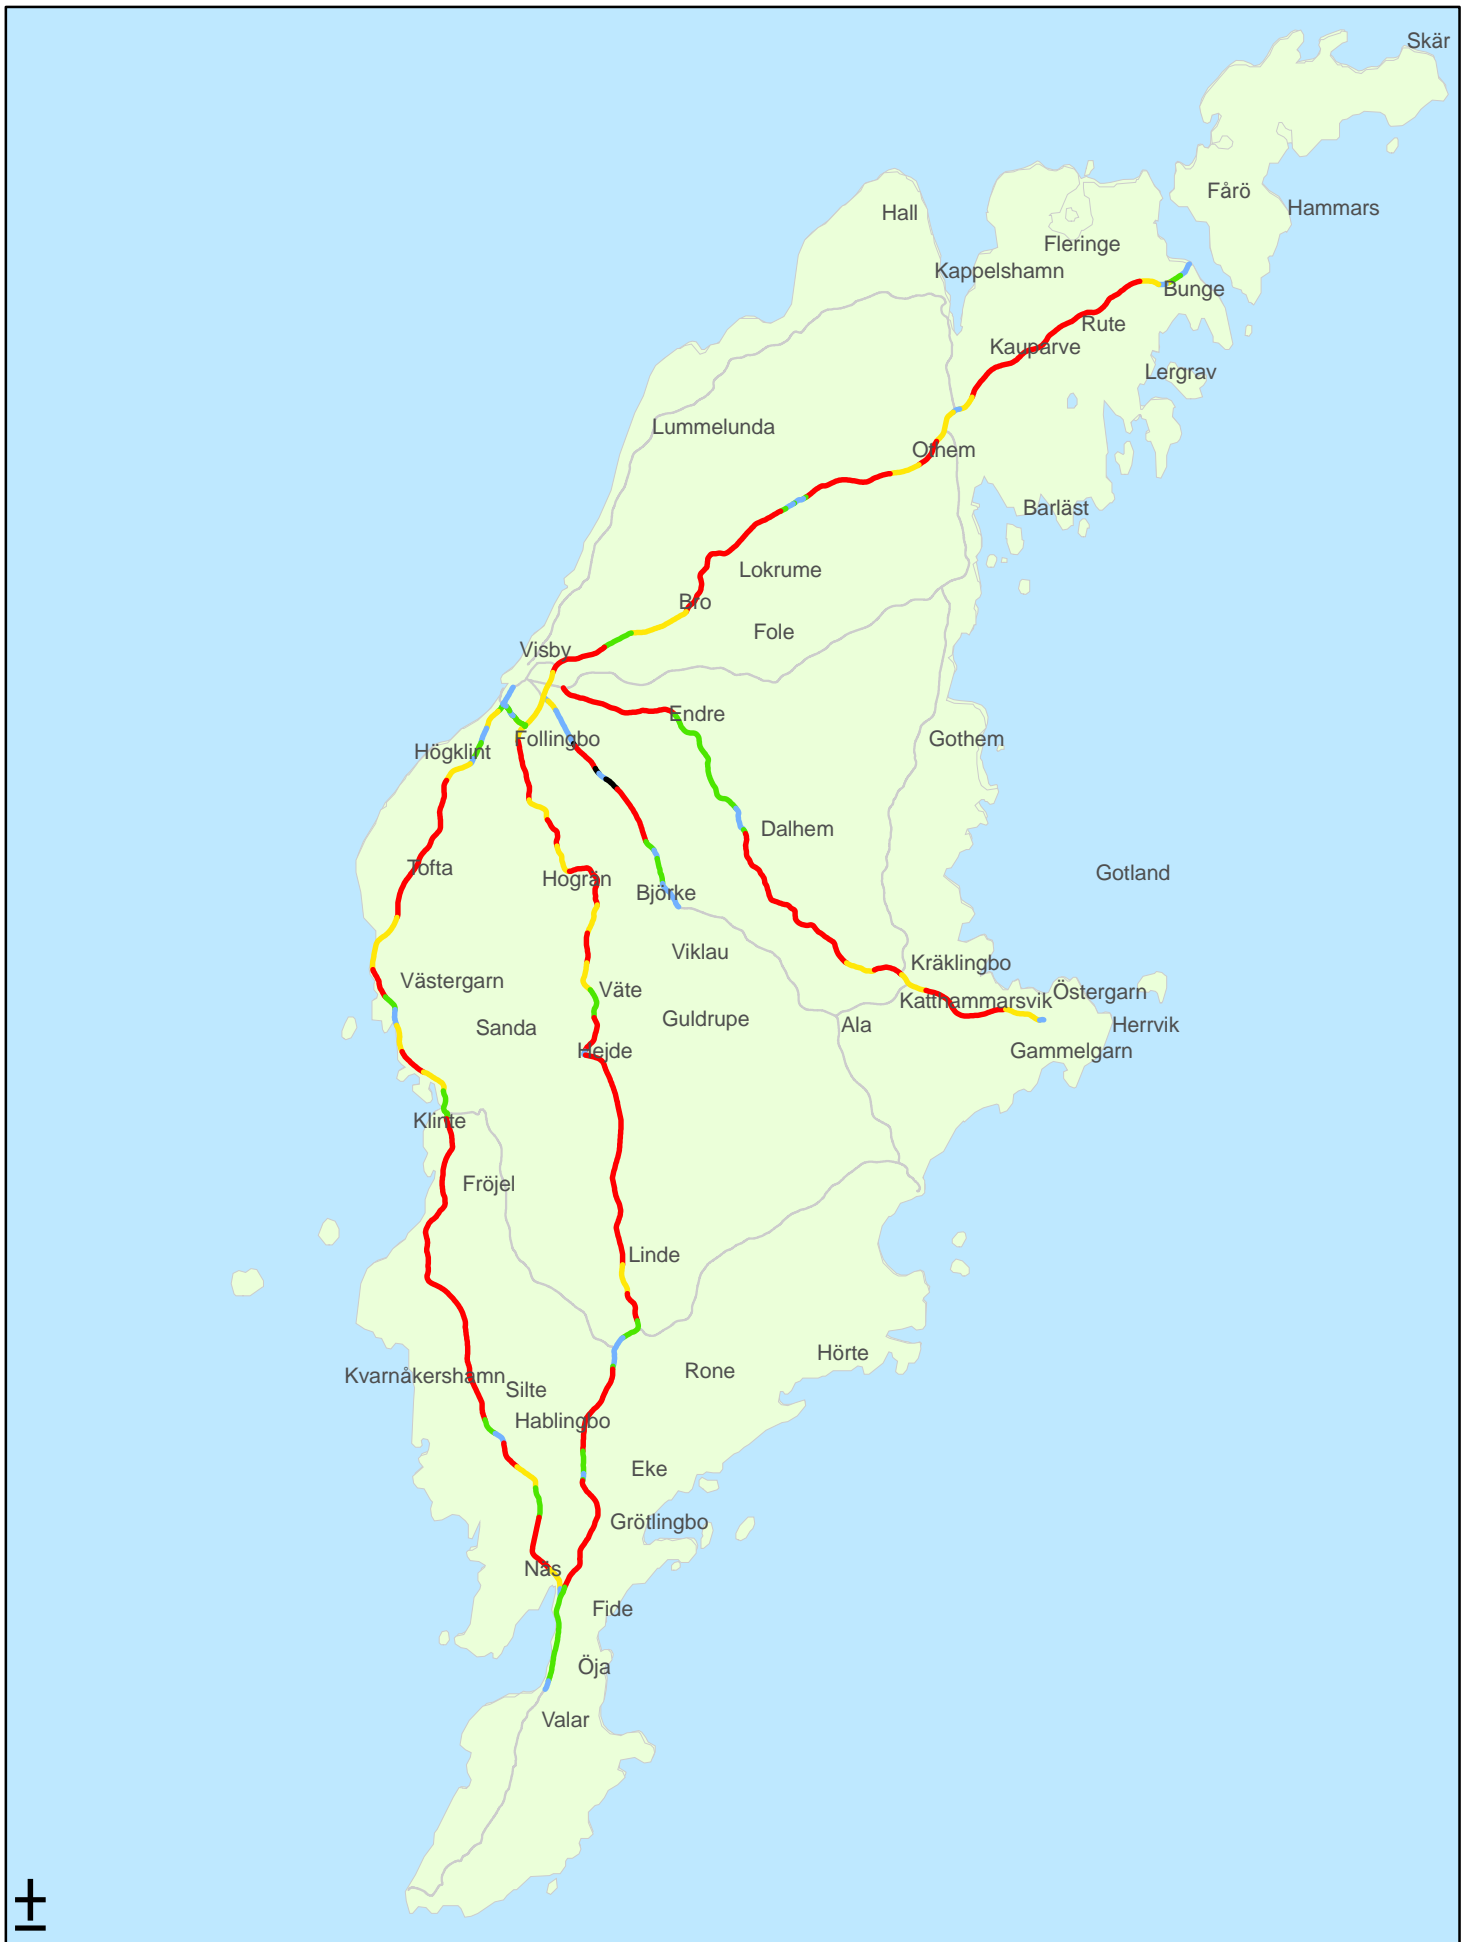 Skär
Fårö
Hammars
Hall
Fleringe
Kappelshamn
Bunge
Rute
Kauparve
Lergrav
Lummelunda
Othem
Barläst
Lokrume
Bro
Fole
Visby
Endre
Follingbo
Gothem
Högklint
Dalhem
Tofta
Gotland
Hogrän
Björke
Viklau
Kräklingbo
Västergarn
Väte
Östergarn
Katthammarsvik
Guldrupe
Sanda
Ala
Herrvik
Hejde
Gammelgarn
Klinte
Fröjel
Linde
Hörte
Rone
Kvarnåkershamn
Silte
Hablingbo
Eke
Grötlingbo
Näs
Fide
Öja
Valar